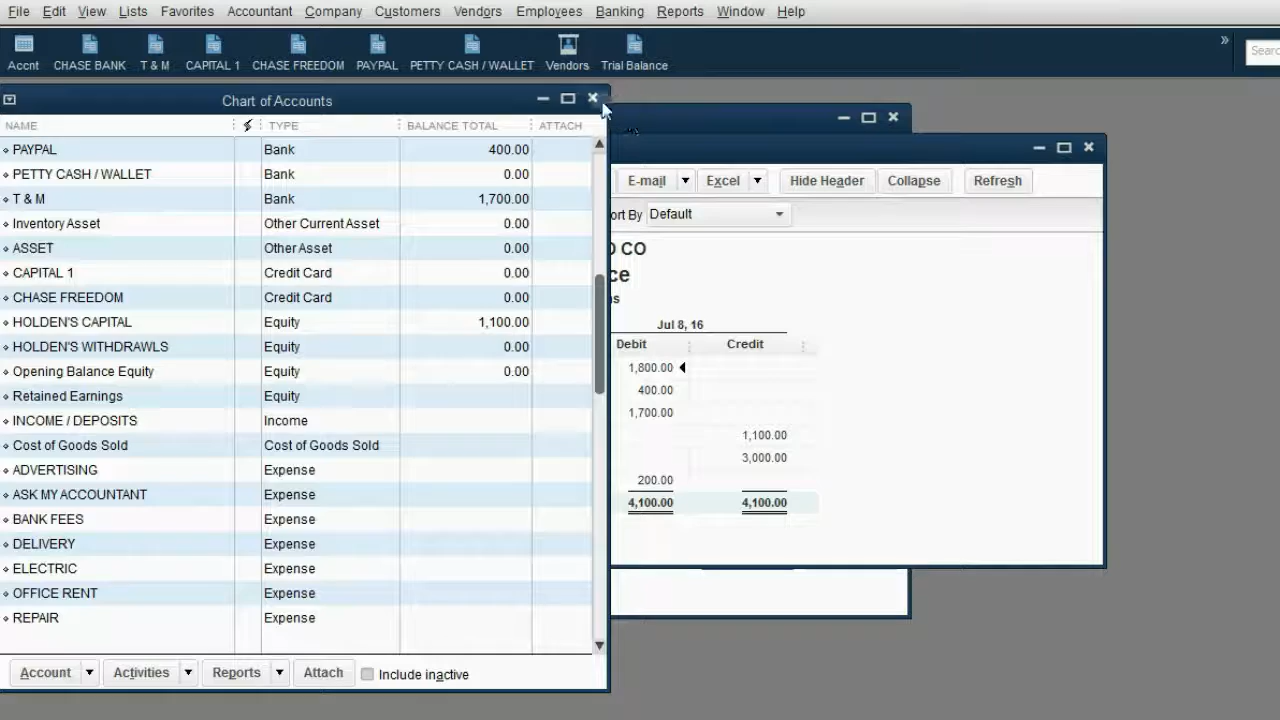 File Edit View Lists Favorites Accountant Company Customers Vendors Employees Banking Reports Window Help
Accnt CHASE BANK T & M CAPITAL 1 CHASE FREEDOM PAYPAL PETTY CASH / WALLET Vendors Trial Balance » Searc
Chart of Accounts
NAME TYPE BALANCE TOTAL ATTACH
PAYPAL Bank 400.00
PETTY CASH / WALLET Bank 0.00
T & M Bank 1,700.00
Inventory Asset Other Current Asset 0.00
ASSET Other Asset 0.00
CAPITAL 1 Credit Card 0.00
CHASE FREEDOM Credit Card 0.00
HOLDEN'S CAPITAL Equity 1,100.00
HOLDEN'S WITHDRAWLS Equity 0.00
Opening Balance Equity Equity 0.00
Retained Earnings Equity
INCOME / DEPOSITS Income
Cost of Goods Sold Cost of Goods Sold
ADVERTISING Expense
ASK MY ACCOUNTANT Expense
BANK FEES Expense
DELIVERY Expense
ELECTRIC Expense
OFFICE RENT Expense
REPAIR Expense
Account Activities Reports Attach Include inactive
E-mail Excel Hide Header Collapse Refresh
ort By Default
O CO
ce
is
Jul 8, 16
Debit Credit
1,800.00
400.00
1,700.00
1,100.00
3,000.00
200.00
4,100.00 4,100.00